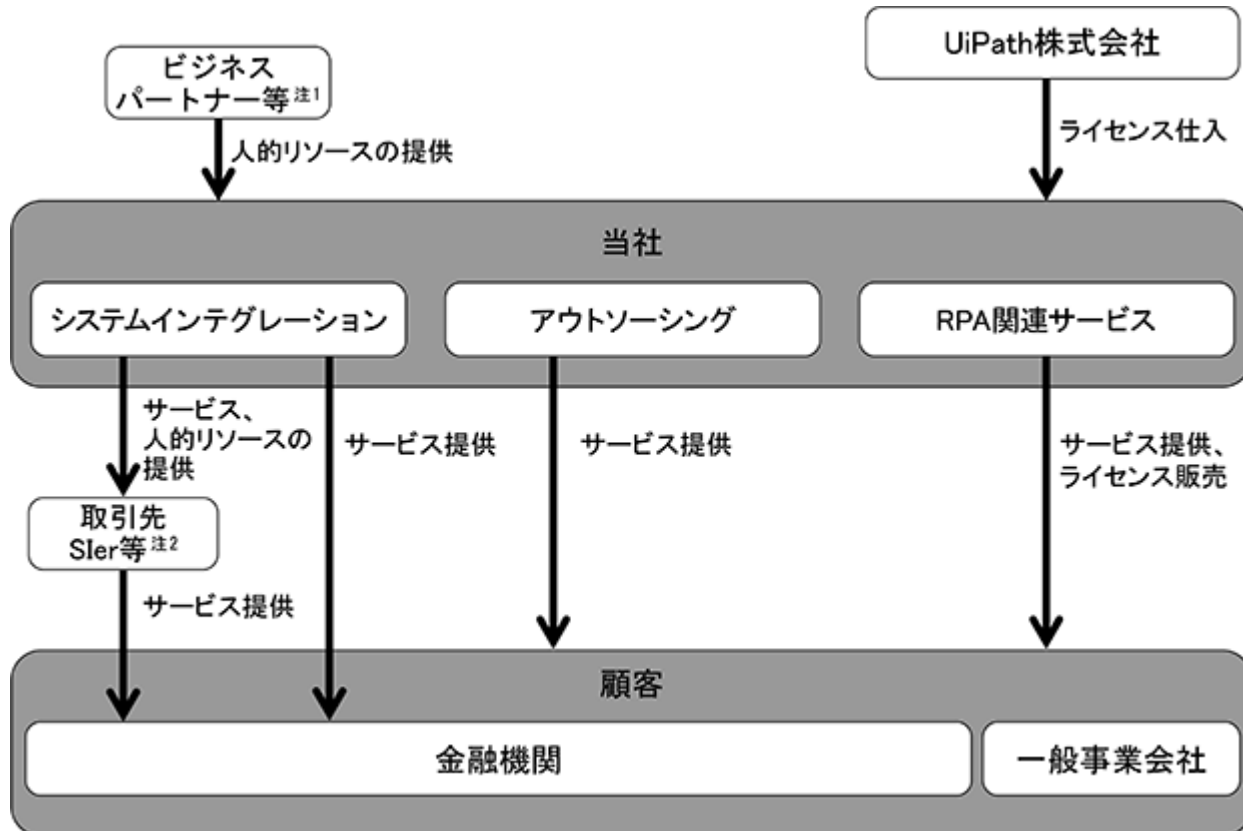 ビジネス
パートナー等 注1
UiPath株式会社
人的リソースの提供
ライセンス仕入
当社
システムインテグレーション
アウトソーシング
RPA関連サービス
サービス、
人的リソースの
提供
サービス提供
サービス提供
サービス提供、
ライセンス販売
取引先
SIer等 注2
サービス提供
顧客
金融機関
一般事業会社